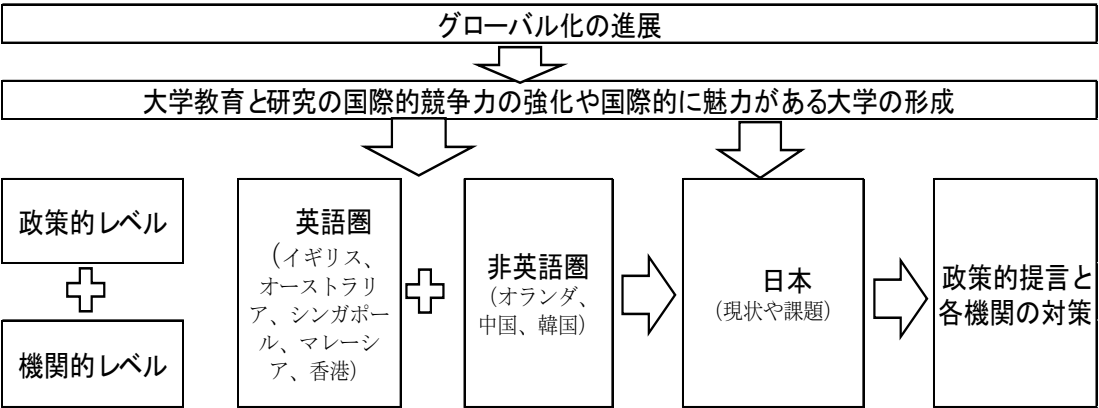 グローバル化の進展
大学教育と研究の国際的競争力の強化や国際的に魅力がある大学の形成
政策的レベル
機関的レベル
英語圏
（イギリス、
オーストラリ
ア、シンガポー
ル、マレーシ
ア、香港）
非英語圏
（オランダ、
中国、韓国）
日本
（現状や課題）
政策的提言と
各機関の対策